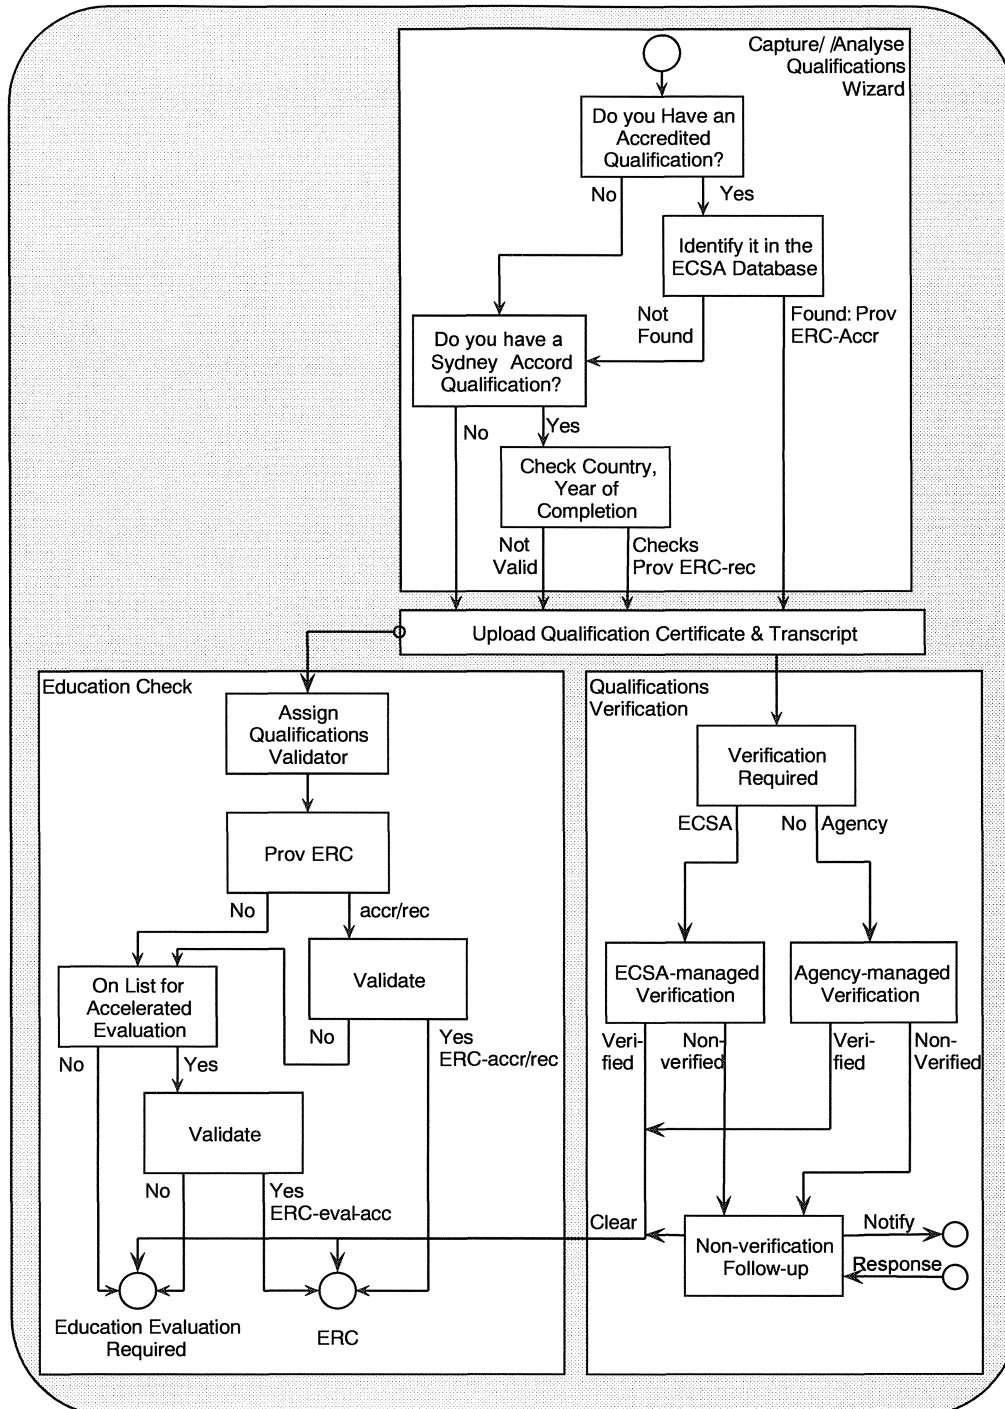 Capture/ /Analyse
Qualifications
Wizard
Do you Have an
Accredited
Qualification?
No
Yes
Identify it in the
ECSA Database
Not
Found
Found: Prov
ERC-Accr
Do you have a
Sydney Accord
Qualification?
No
Yes
Check Country,
Year of
Completion
Not
Valid
Checks
Prov ERC-rec
Upload Qualification Certificate & Transcript
Education Check
Assign
Qualifications
Validator
Prov ERC
No
accr/rec
On List for
Accelerated
Evaluation
Validate
No
Yes
ERC-accr/rec
No
Yes
Validate
No
Yes
ERC-eval-acc
Education Evaluation
Required
ERC
Qualifications
Verification
Verification
Required
ECSA
No
Agency
ECSA-managed
Verification
Agency-managed
Verification
Veri-
fied
Non-
verified
Veri-
fied
Non-
Verified
Clear
Non-verification
Follow-up
Notify
Response